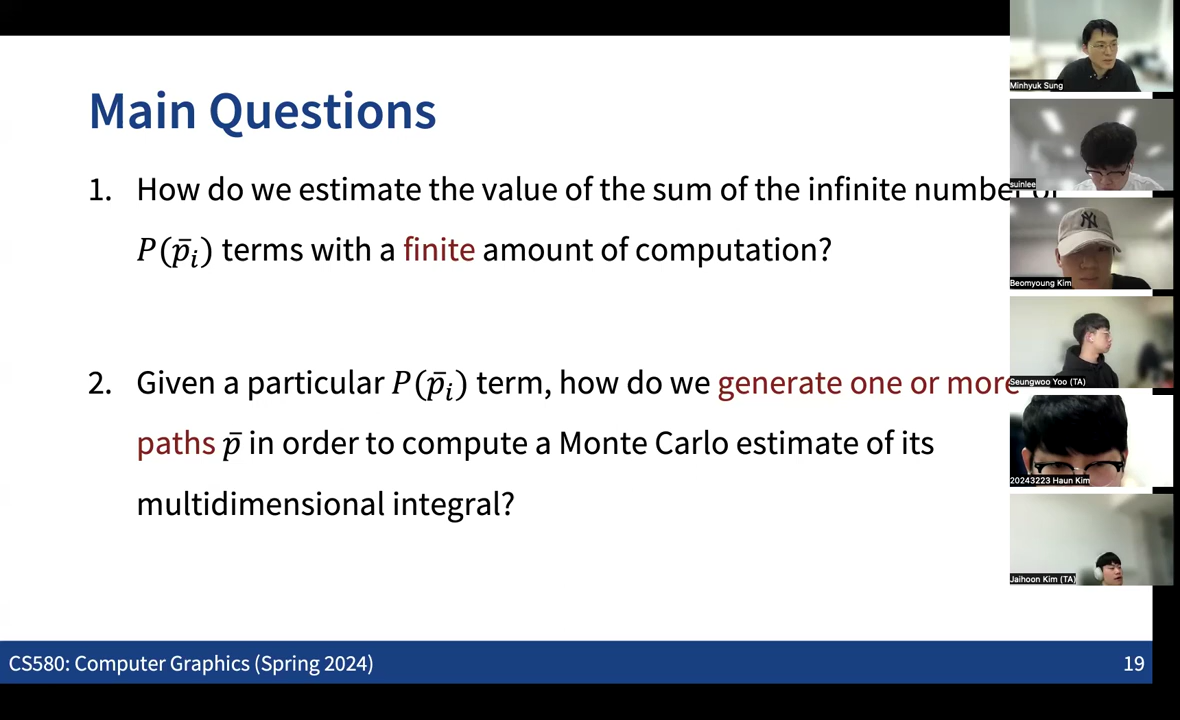 Main Questions
1. How do we estimate the value of the sum of the infinite number of
P(p̄ᵢ) terms with a finite amount of computation?
2. Given a particular P(p̄ᵢ) term, how do we generate one or more
paths p̄ in order to compute a Monte Carlo estimate of its
multidimensional integral?
CS580: Computer Graphics (Spring 2024)
19
Minhyuk Sung
suinlee
NY
Beomyoung Kim
Seungwoo Yoo (TA)
20243223 Haun Kim
Jaihoon Kim (TA)